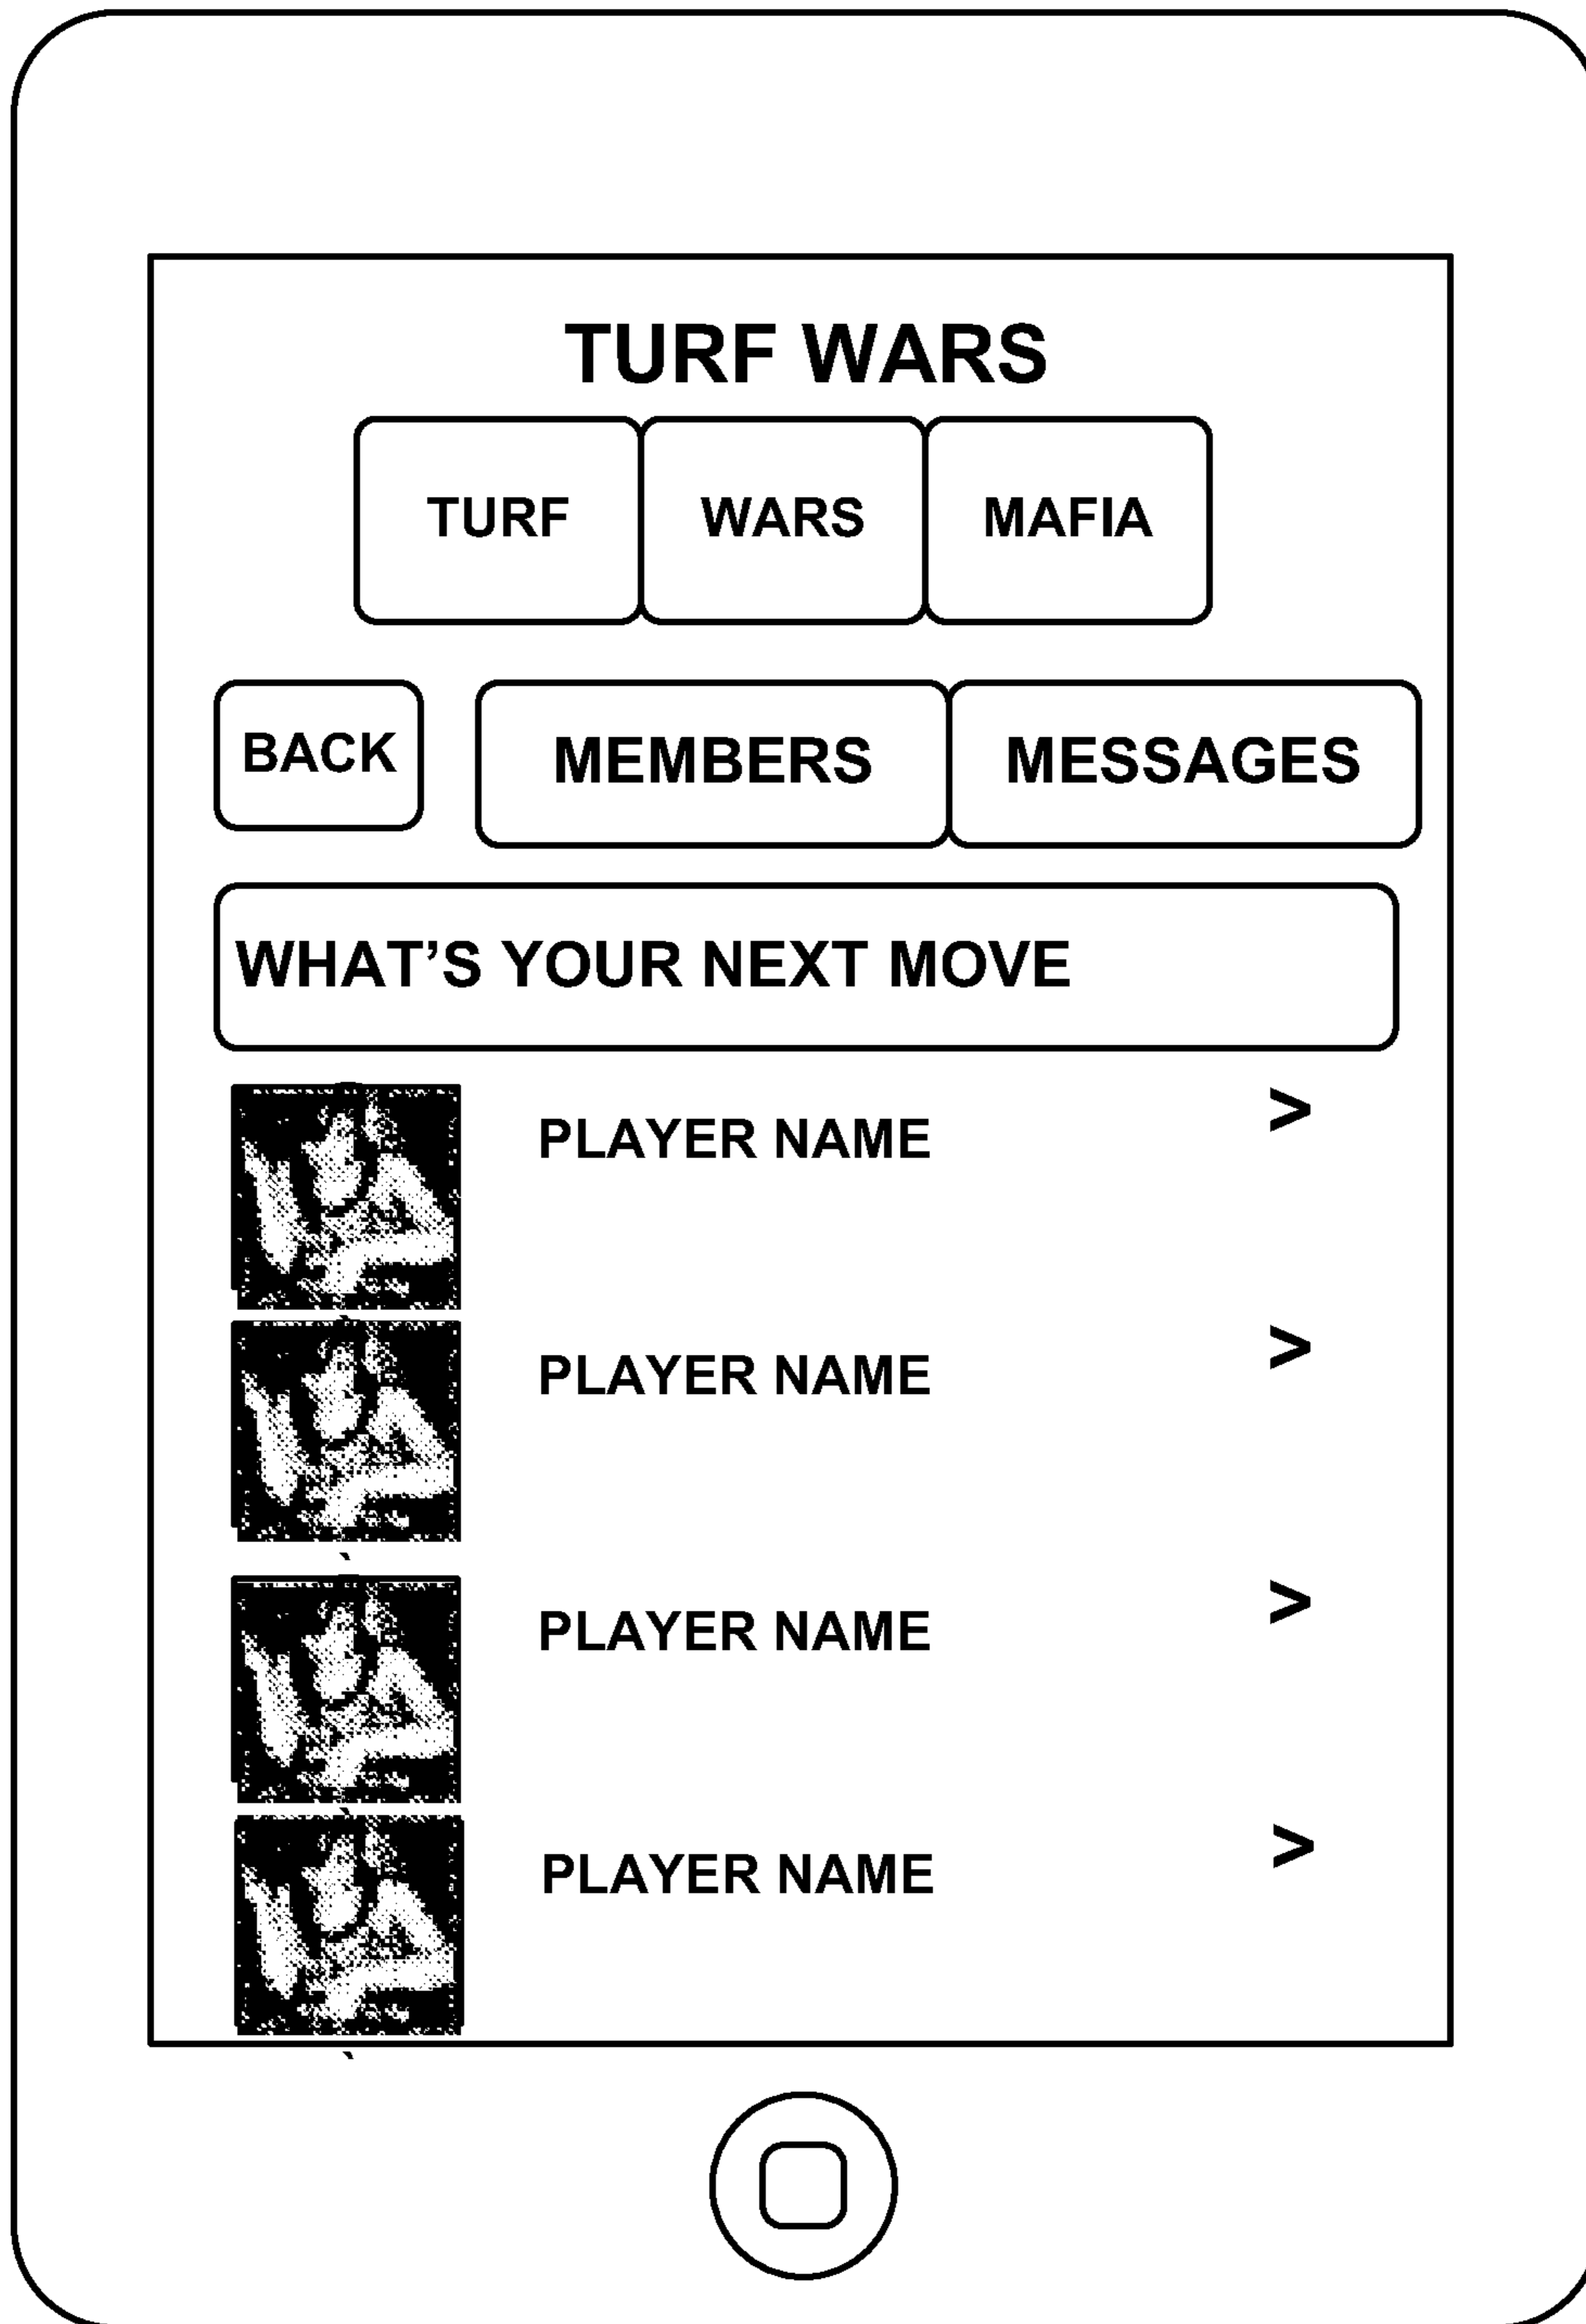 TURF WARS
TURF WARS MAFIA
BACK MEMBERS MESSAGES
WHAT’S YOUR NEXT MOVE
PLAYER NAME >
PLAYER NAME >
PLAYER NAME >
PLAYER NAME >